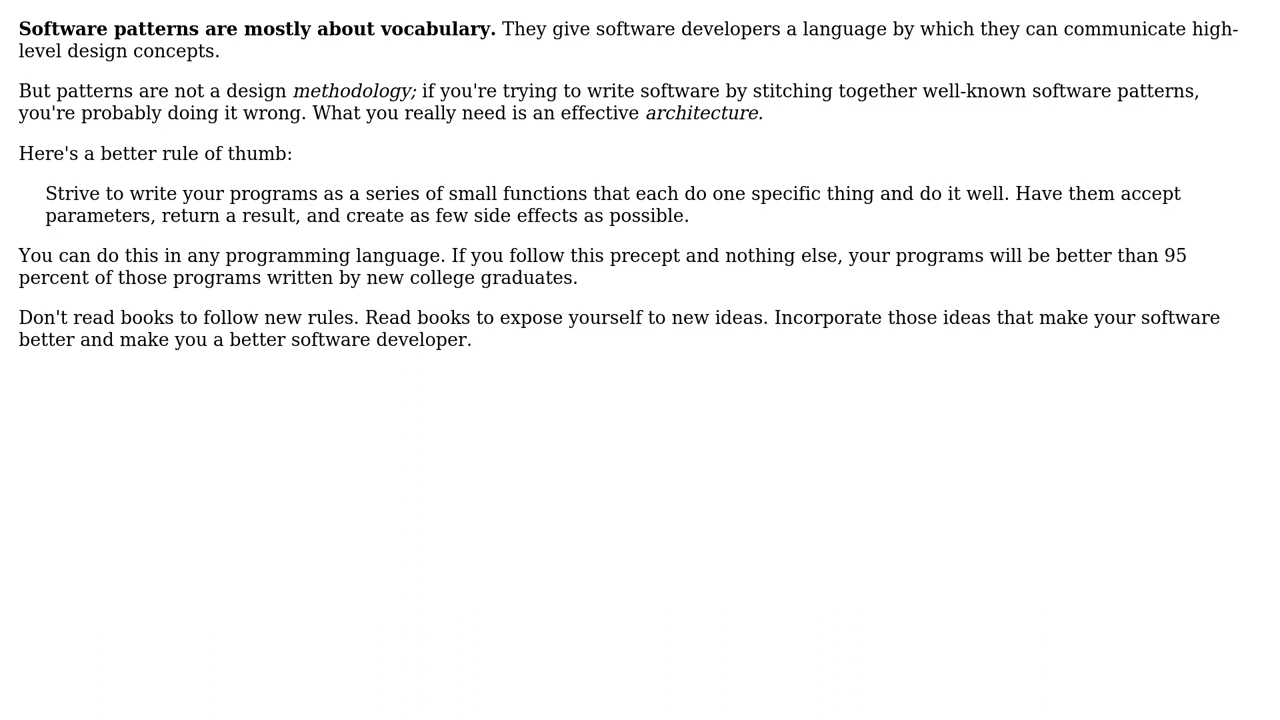 Software patterns are mostly about vocabulary. They give software developers a language by which they can communicate high-
level design concepts.
But patterns are not a design methodology; if you're trying to write software by stitching together well-known software patterns,
you're probably doing it wrong. What you really need is an effective architecture.
Here's a better rule of thumb:
Strive to write your programs as a series of small functions that each do one specific thing and do it well. Have them accept
parameters, return a result, and create as few side effects as possible.
You can do this in any programming language. If you follow this precept and nothing else, your programs will be better than 95
percent of those programs written by new college graduates.
Don't read books to follow new rules. Read books to expose yourself to new ideas. Incorporate those ideas that make your software
better and make you a better software developer.